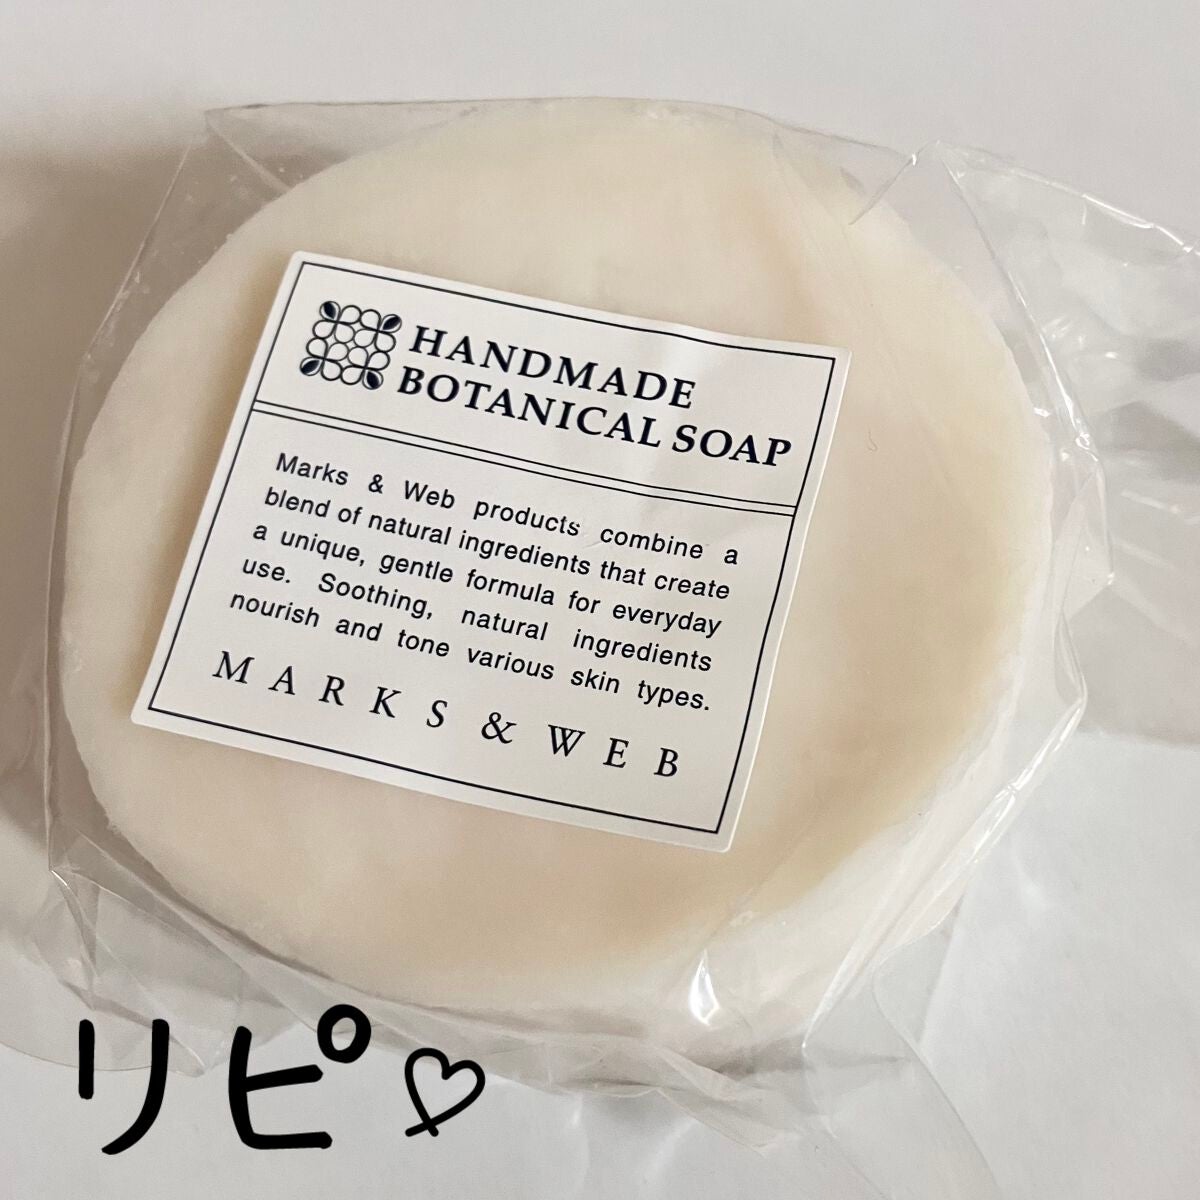 HANDMADE
BOTANICAL SOAP
Marks & Web products combine a
blend of natural ingredients that create
a unique, gentle formula for everyday
use. Soothing, natural ingredients
nourish and tone various skin types.
MARKS & WEB
リピ♡